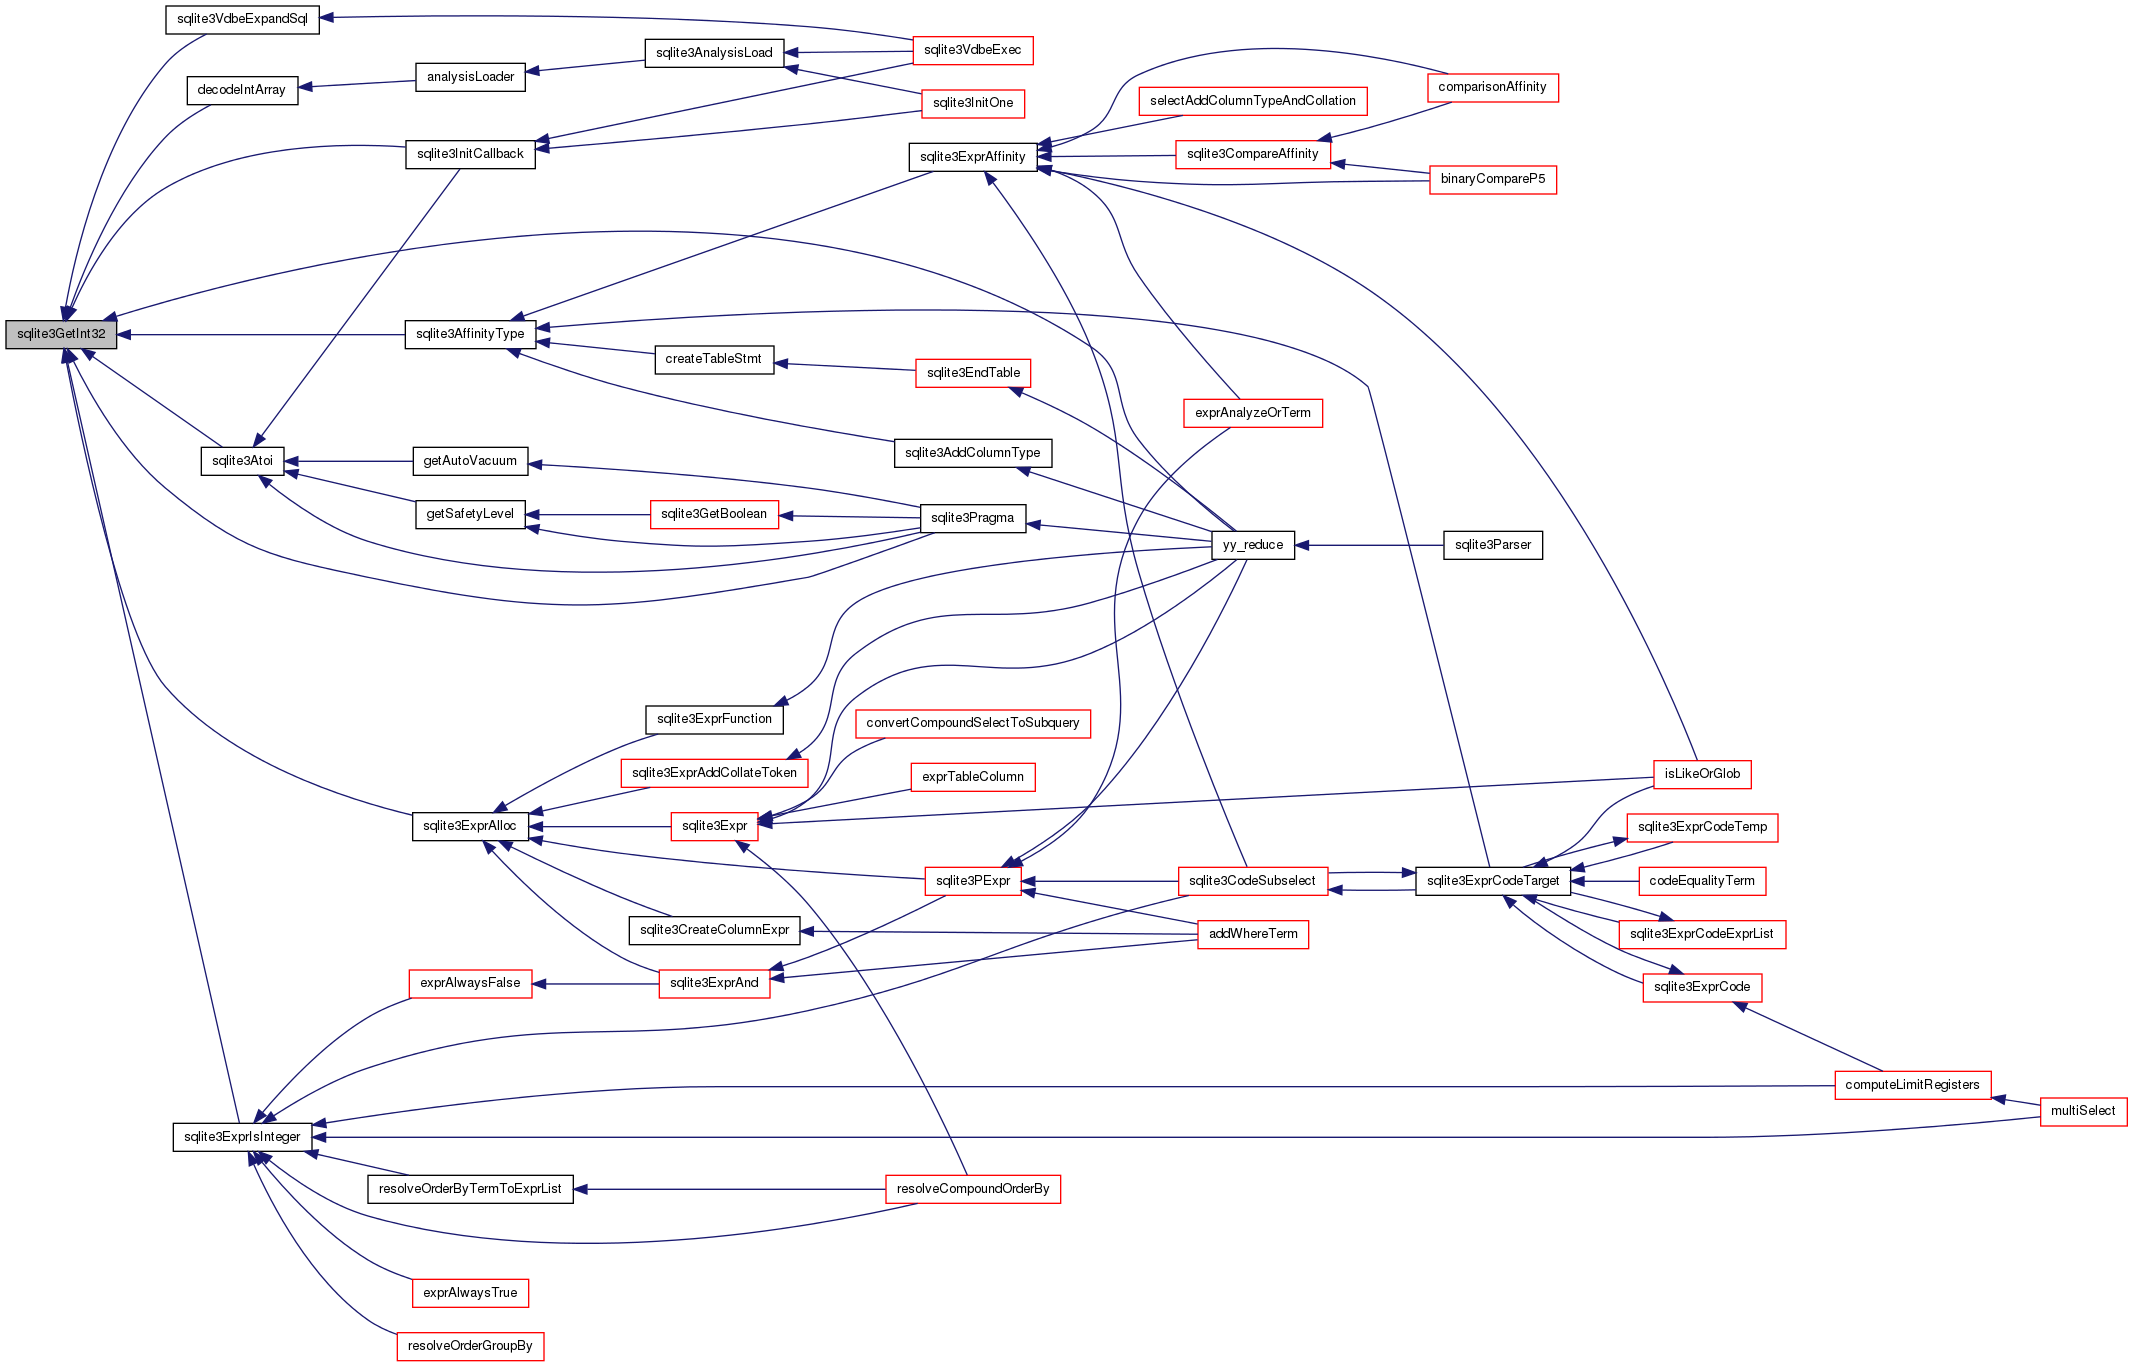 sqlite3VdbeExpandSql
sqlite3VdbeExec
sqlite3AnalysisLoad
analysisLoader
decodeIntArray
comparisonAffinity
selectAddColumnTypeAndCollation
sqlite3InitOne
sqlite3InitCallback
sqlite3ExprAffinity
sqlite3CompareAffinity
binaryCompareP5
sqlite3GetInt32
sqlite3AffinityType
createTableStmt
sqlite3EndTable
exprAnalyzeOrTerm
sqlite3AddColumnType
sqlite3Atoi
getAutoVacuum
getSafetyLevel
sqlite3GetBoolean
sqlite3Pragma
yy_reduce
sqlite3Parser
sqlite3ExprFunction
convertCompoundSelectToSubquery
sqlite3ExprAddCollateToken
exprTableColumn
isLikeOrGlob
sqlite3ExprAlloc
sqlite3Expr
sqlite3ExprCodeTemp
sqlite3PExpr
sqlite3CodeSubselect
sqlite3ExprCodeTarget
codeEqualityTerm
sqlite3CreateColumnExpr
addWhereTerm
sqlite3ExprCodeExprList
exprAlwaysFalse
sqlite3ExprAnd
sqlite3ExprCode
computeLimitRegisters
multiSelect
sqlite3ExprIsInteger
resolveOrderByTermToExprList
resolveCompoundOrderBy
exprAlwaysTrue
resolveOrderGroupBy